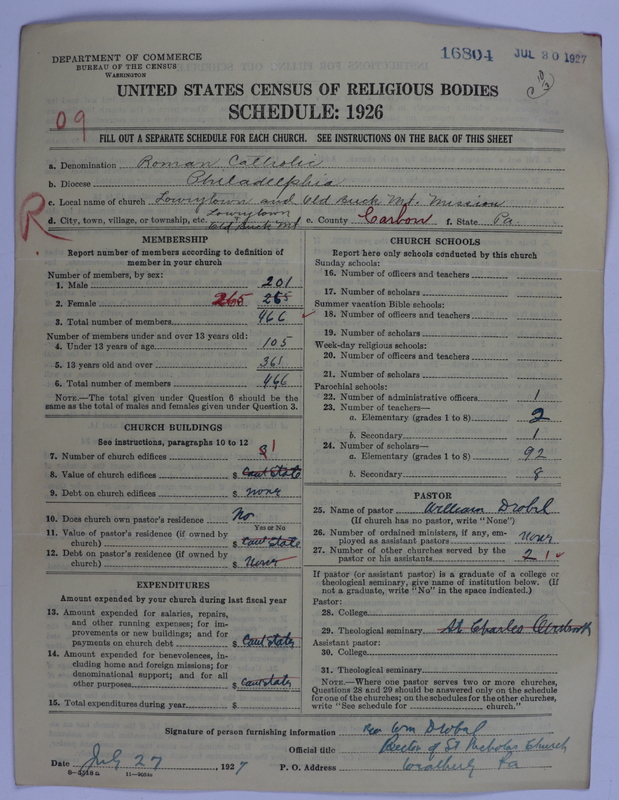 16804 JUL 30 1927
DEPARTMENT OF COMMERCE
BUREAU OF THE CENSUS
WASHINGTON
UNITED STATES CENSUS OF RELIGIOUS BODIES
SCHEDULE: 1926
09
FILL OUT A SEPARATE SCHEDULE FOR EACH CHURCH. SEE INSTRUCTIONS ON THE BACK OF THIS SHEET
a. Denomination Roman Catholic
b. Diocese Philadelphia
c. Local name of church Lowrytown and Old Buck Mt. Mission
R
d. City, town, village, or township, etc. Lowrytown Old Buck Mt e. County Carbon f. State Pa.
MEMBERSHIP
Report number of members according to definition of
member in your church
Number of members, by sex:
1. Male 201
2. Female 265 265
3. Total number of members 466
Number of members under and over 13 years old:
4. Under 13 years of age 105
5. 13 years old and over 361
6. Total number of members 466
NOTE.—The total given under Question 6 should be the
same as the total of males and females given under Question 3.
CHURCH BUILDINGS
See instructions, paragraphs 10 to 12
7. Number of church edifices 1
8. Value of church edifices $ Cant State
9. Debt on church edifices $ none
10. Does church own pastor's residence No
Yes or No
11. Value of pastor's residence (if owned by
church) $ Cant State
12. Debt on pastor's residence (if owned by
church) $ None
EXPENDITURES
Amount expended by your church during last fiscal year
13. Amount expended for salaries, repairs,
and other running expenses; for im-
provements or new buildings; and for
payments on church debt $ Cant state
14. Amount expended for benevolences, in-
cluding home and foreign missions; for
denominational support; and for all
other purposes $ cant state
15. Total expenditures during year $
CHURCH SCHOOLS
Report here only schools conducted by this church
Sunday schools:
16. Number of officers and teachers
17. Number of scholars
Summer vacation Bible schools:
18. Number of officers and teachers
19. Number of scholars
Week-day religious schools:
20. Number of officers and teachers
21. Number of scholars
Parochial schools:
22. Number of administrative officers 1
23. Number of teachers—
a. Elementary (grades 1 to 8) 2
b. Secondary 1
24. Number of scholars—
a. Elementary (grades 1 to 8) 92
b. Secondary 8
PASTOR
25. Name of pastor William Drobel
(If church has no pastor, write "None")
26. Number of ordained ministers, if any, em-
ployed as assistant pastors None
27. Number of other churches served by the
pastor or his assistants 2 1
If pastor (or assistant pastor) is a graduate of a college or
theological seminary, give name of institution below. (If
not a graduate, write "No" in the space indicated.)
Pastor:
28. College
29. Theological seminary St Charles Overbrook
Assistant pastor:
30. College
31. Theological seminary
NOTE.—Where one pastor serves two or more churches,
Questions 28 and 29 should be answered only on the schedule
for one of the churches; on the schedules for the other churches,
write "See schedule for church."
Signature of person furnishing information Rev Wm Drobel
Official title Rector of St Nicholas Church
Date July 27, 1927 P. O. Address Weatherly Pa